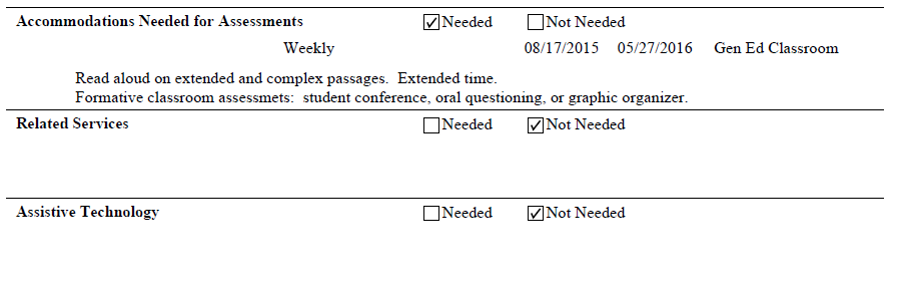 Accommodations Needed for Assessments ☑Needed ☐Not Needed
Weekly 08/17/2015 05/27/2016 Gen Ed Classroom
Read aloud on extended and complex passages. Extended time.
Formative classroom assessmets: student conference, oral questioning, or graphic organizer.
Related Services ☐Needed ☑Not Needed
Assistive Technology ☐Needed ☑Not Needed